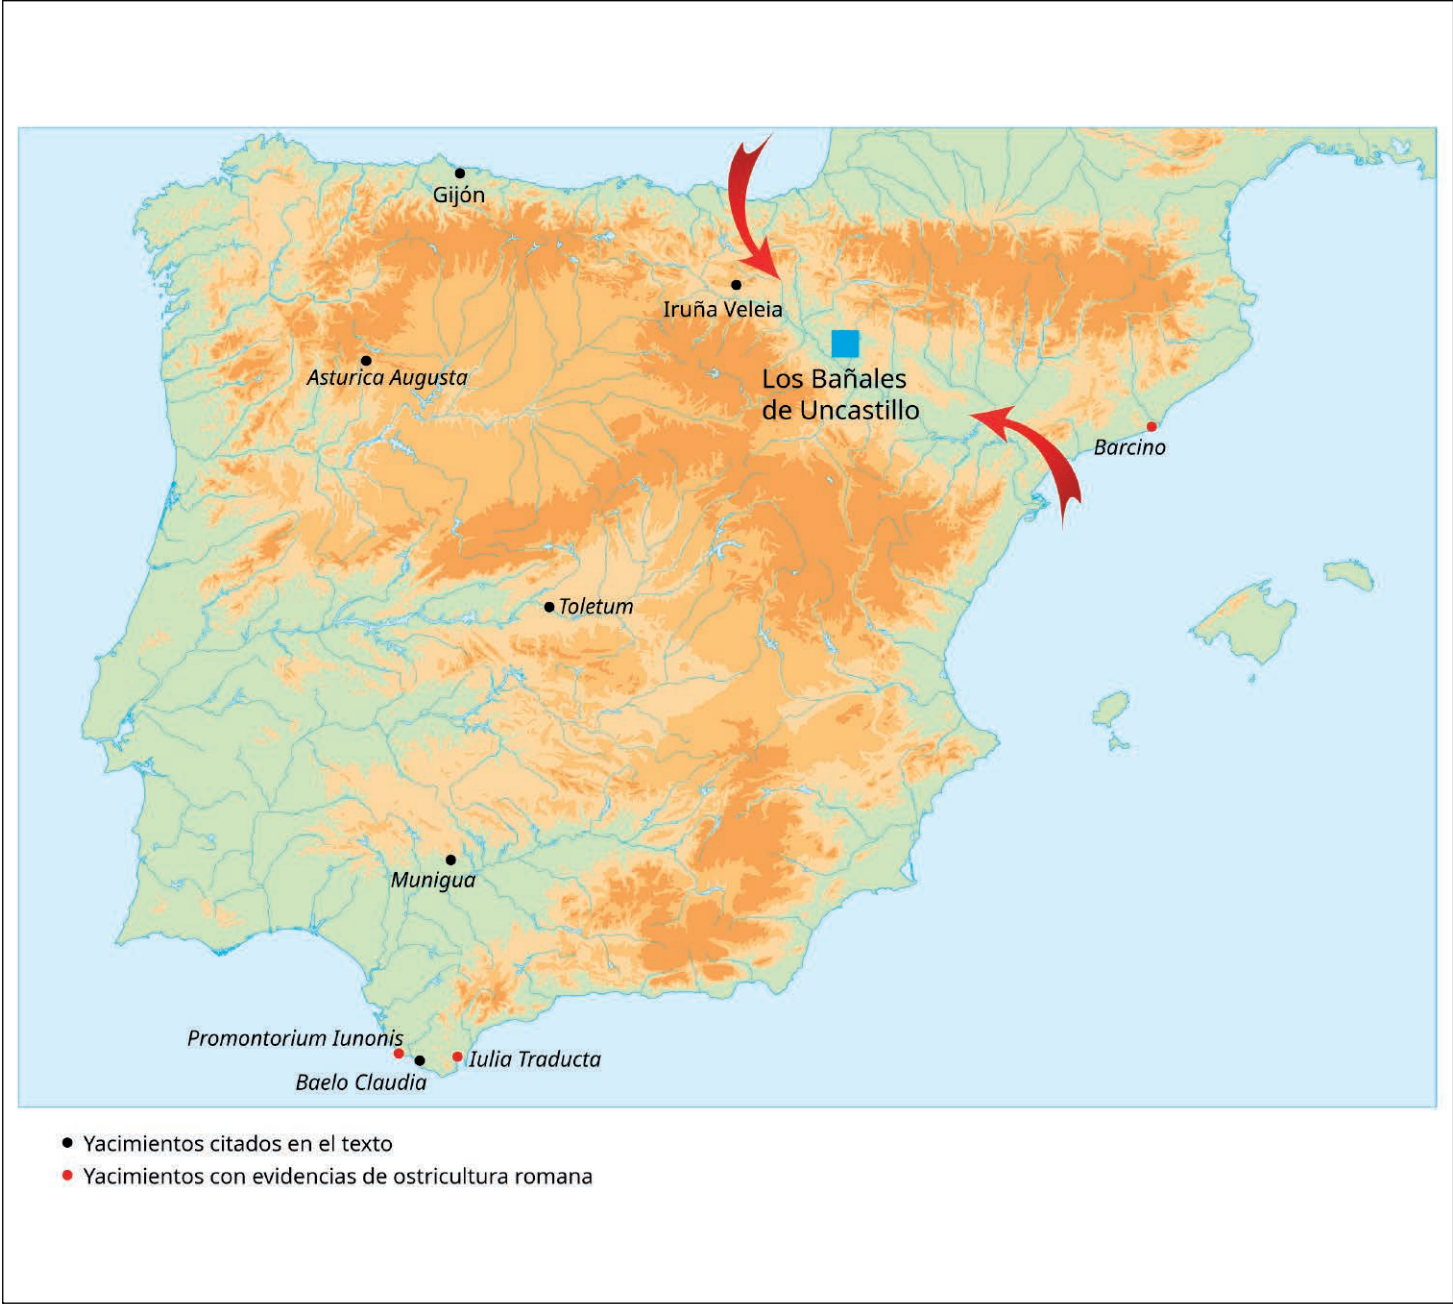 Gijón
Iruña Veleia
Asturica Augusta
Los Bañales
de Uncastillo
Barcino
Toletum
Munigua
Promontorium Iunonis
Iulia Traducta
Baelo Claudia
Yacimientos citados en el texto
Yacimientos con evidencias de ostricultura romana